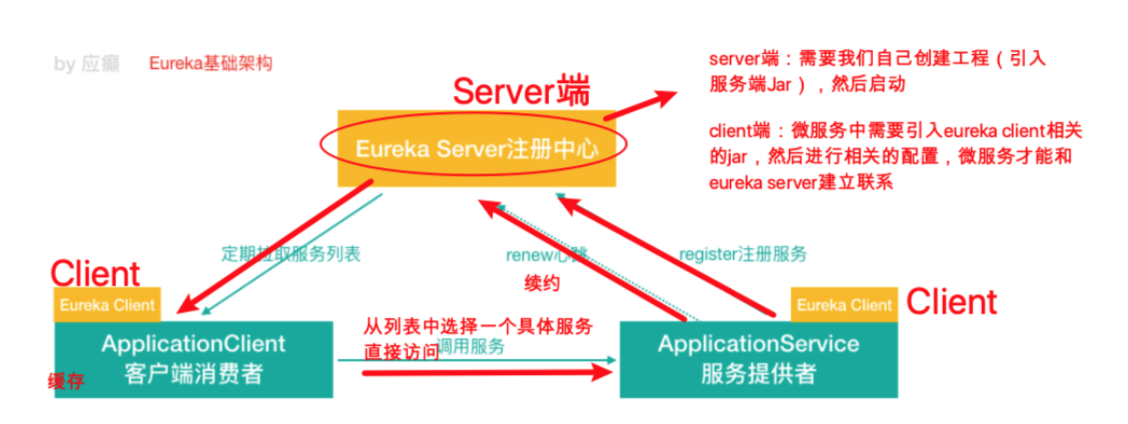 by 应癫 Eureka基础架构
server端：需要我们自己创建工程（引入
服务端Jar），然后启动
Server端
client端：微服务中需要引入eureka client相关
的jar，然后进行相关的配置，微服务才能和
eureka server建立联系
Eureka Server注册中心
定期拉取服务列表
renew心跳
register注册服务
续约
Client
Eureka Client
Eureka Client
Client
从列表中选择一个具体服务
直接访问
调用服务
ApplicationClient
客户端消费者
缓存
ApplicationService
服务提供者